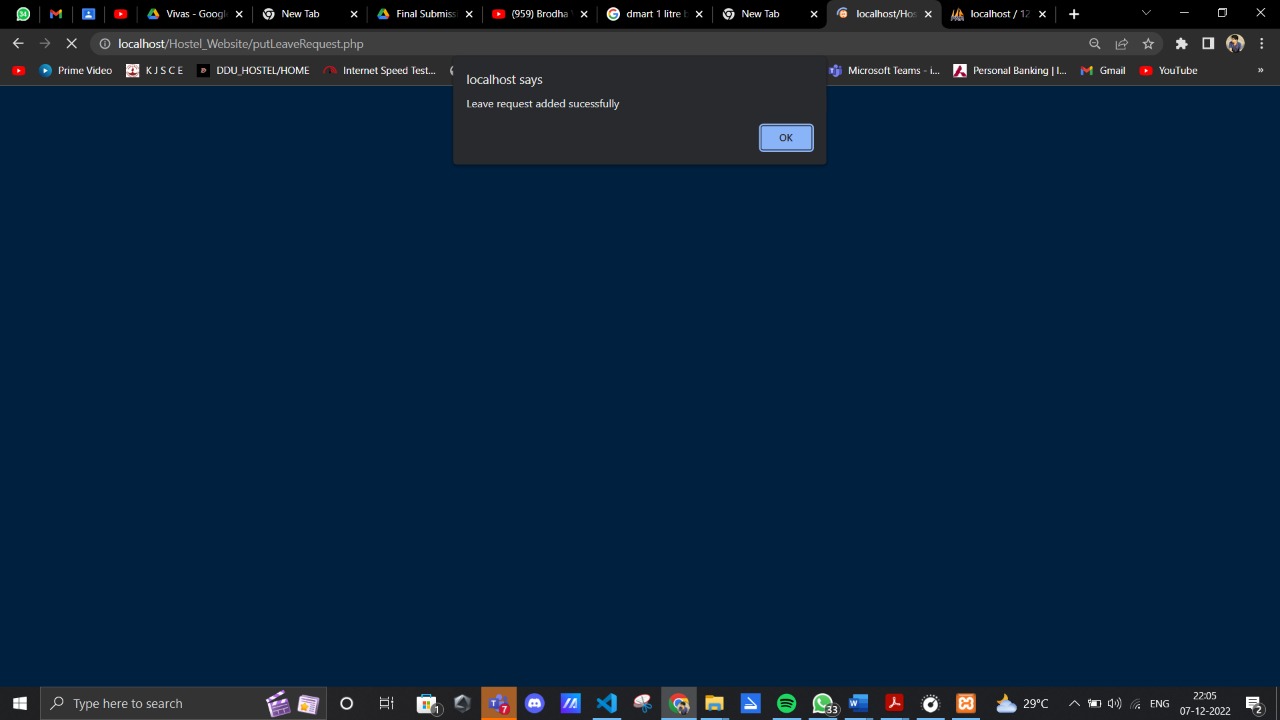 Vivas - Google
New Tab
Final Submiss
(959) Brodha V
dmart 1 litre b
New Tab
localhost/Hos
localhost / 12
localhost/Hostel_Website/putLeaveRequest.php
Prime Video
K J S C E
DDU_HOSTEL/HOME
Internet Speed Test...
Microsoft Teams - i...
Personal Banking | I...
Gmail
YouTube
»
localhost says
Leave request added sucessfully
OK
Type here to search
1
7
33
29°C
ENG
22:05
07-12-2022
2